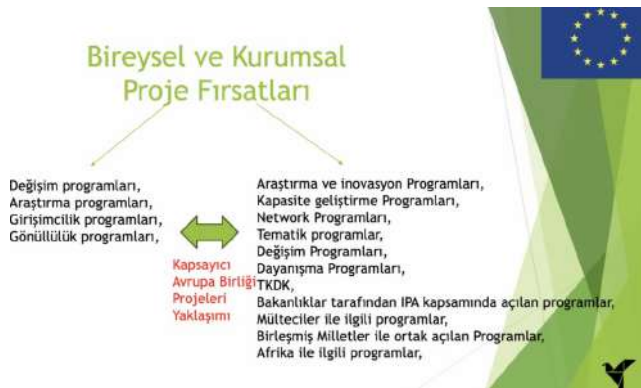 Bireysel ve Kurumsal
Proje Fırsatları
Değişim programları,
Araştırma programları,
Girişimcilik programları,
Gönüllülük programları,
Kapsayıcı
Avrupa Birliği
Projeleri
Yaklaşımı
Araştırma ve inovasyon Programları,
Kapasite geliştirme Programları,
Network Programları,
Tematik programlar,
Değişim Programları,
Dayanışma Programları,
TKDK,
Bakanlıklar tarafından IPA kapsamında açılan programlar,
Mülteciler ile ilgili programlar,
Birleşmiş Milletler ile ortak açılan Programlar,
Afrika ile ilgili programlar,